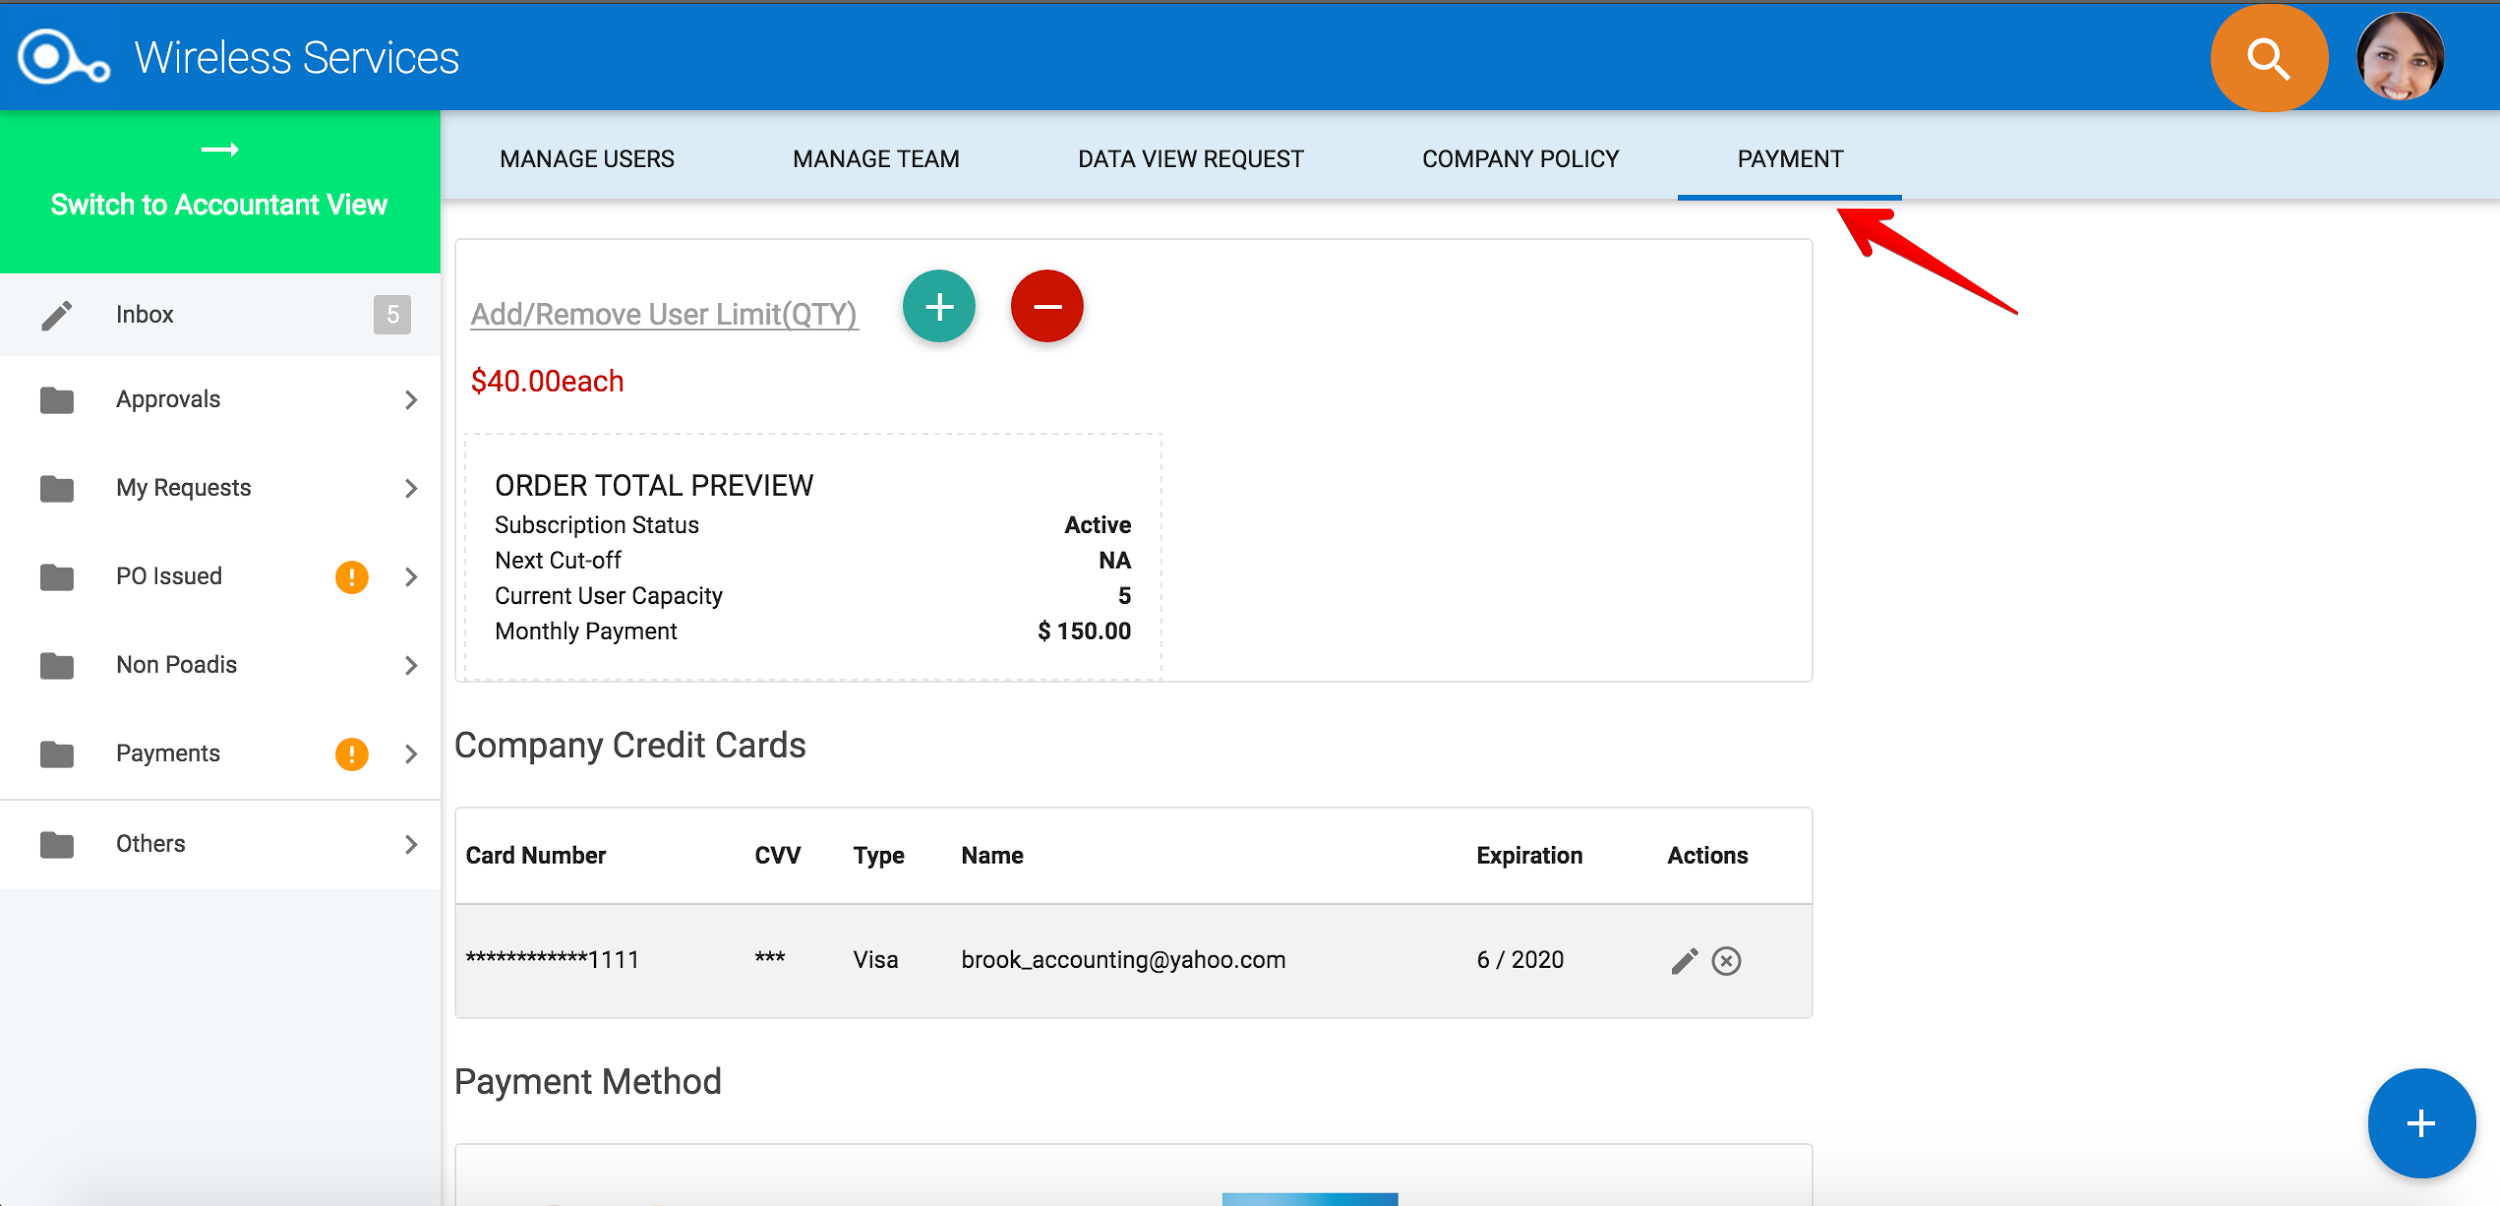 Wireless Services
Switch to Accountant View
MANAGE USERS
MANAGE TEAM
DATA VIEW REQUEST
COMPANY POLICY
PAYMENT
Inbox
5
Approvals
My Requests
PO Issued
Non Poadis
Payments
Others
Add/Remove User Limit(QTY)
$40.00each
ORDER TOTAL PREVIEW
Subscription Status Active
Next Cut-off NA
Current User Capacity 5
Monthly Payment $ 150.00
Company Credit Cards
Card Number CVV Type Name Expiration Actions
************1111 *** Visa brook_accounting@yahoo.com 6 / 2020
Payment Method